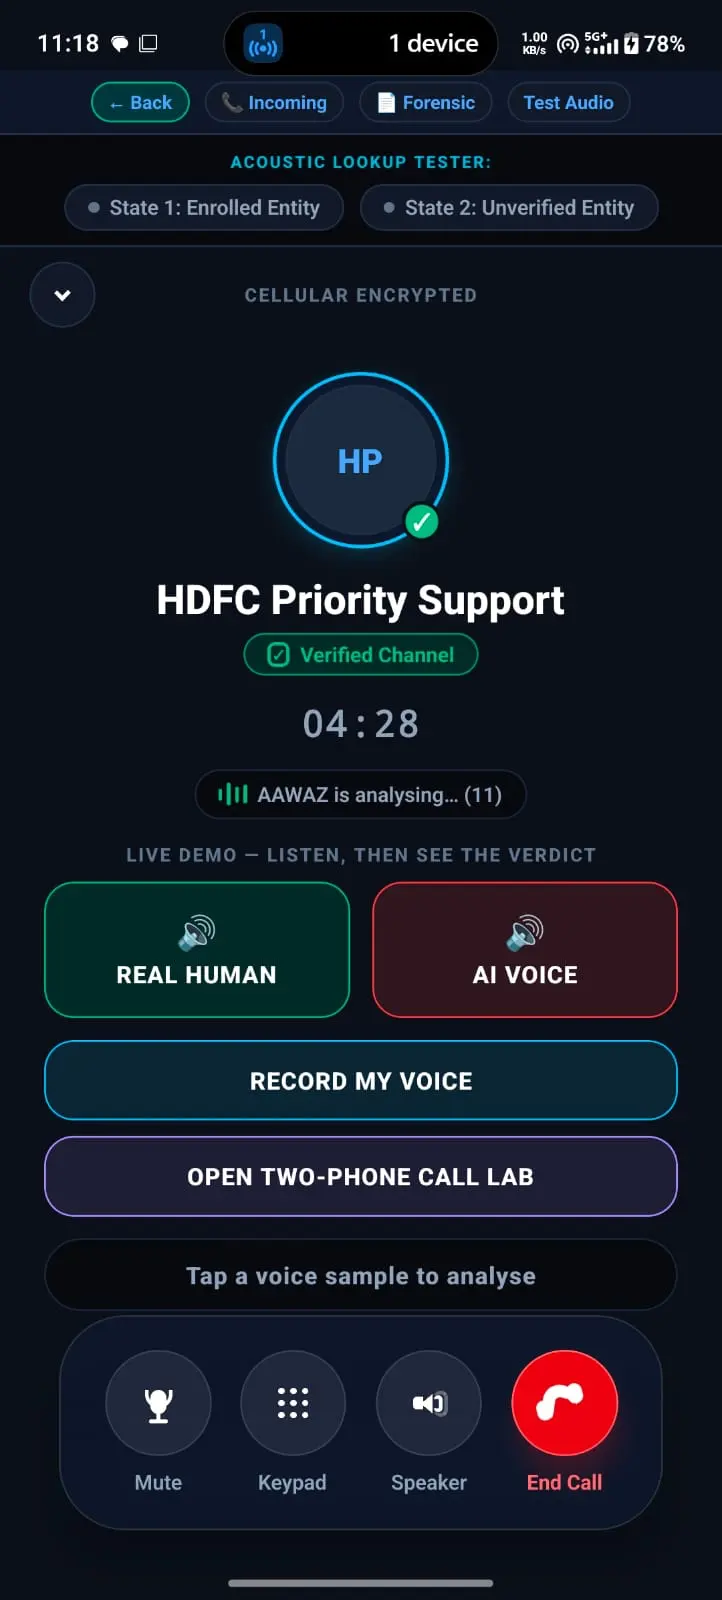 11:18
1
1 device
1.00 KB/s
5G+
78%
← Back
Incoming
Forensic
Test Audio
ACOUSTIC LOOKUP TESTER:
State 1: Enrolled Entity
State 2: Unverified Entity
CELLULAR ENCRYPTED
HP
HDFC Priority Support
Verified Channel
04:28
AAWAZ is analysing... (11)
LIVE DEMO — LISTEN, THEN SEE THE VERDICT
REAL HUMAN
AI VOICE
RECORD MY VOICE
OPEN TWO-PHONE CALL LAB
Tap a voice sample to analyse
Mute
Keypad
Speaker
End Call